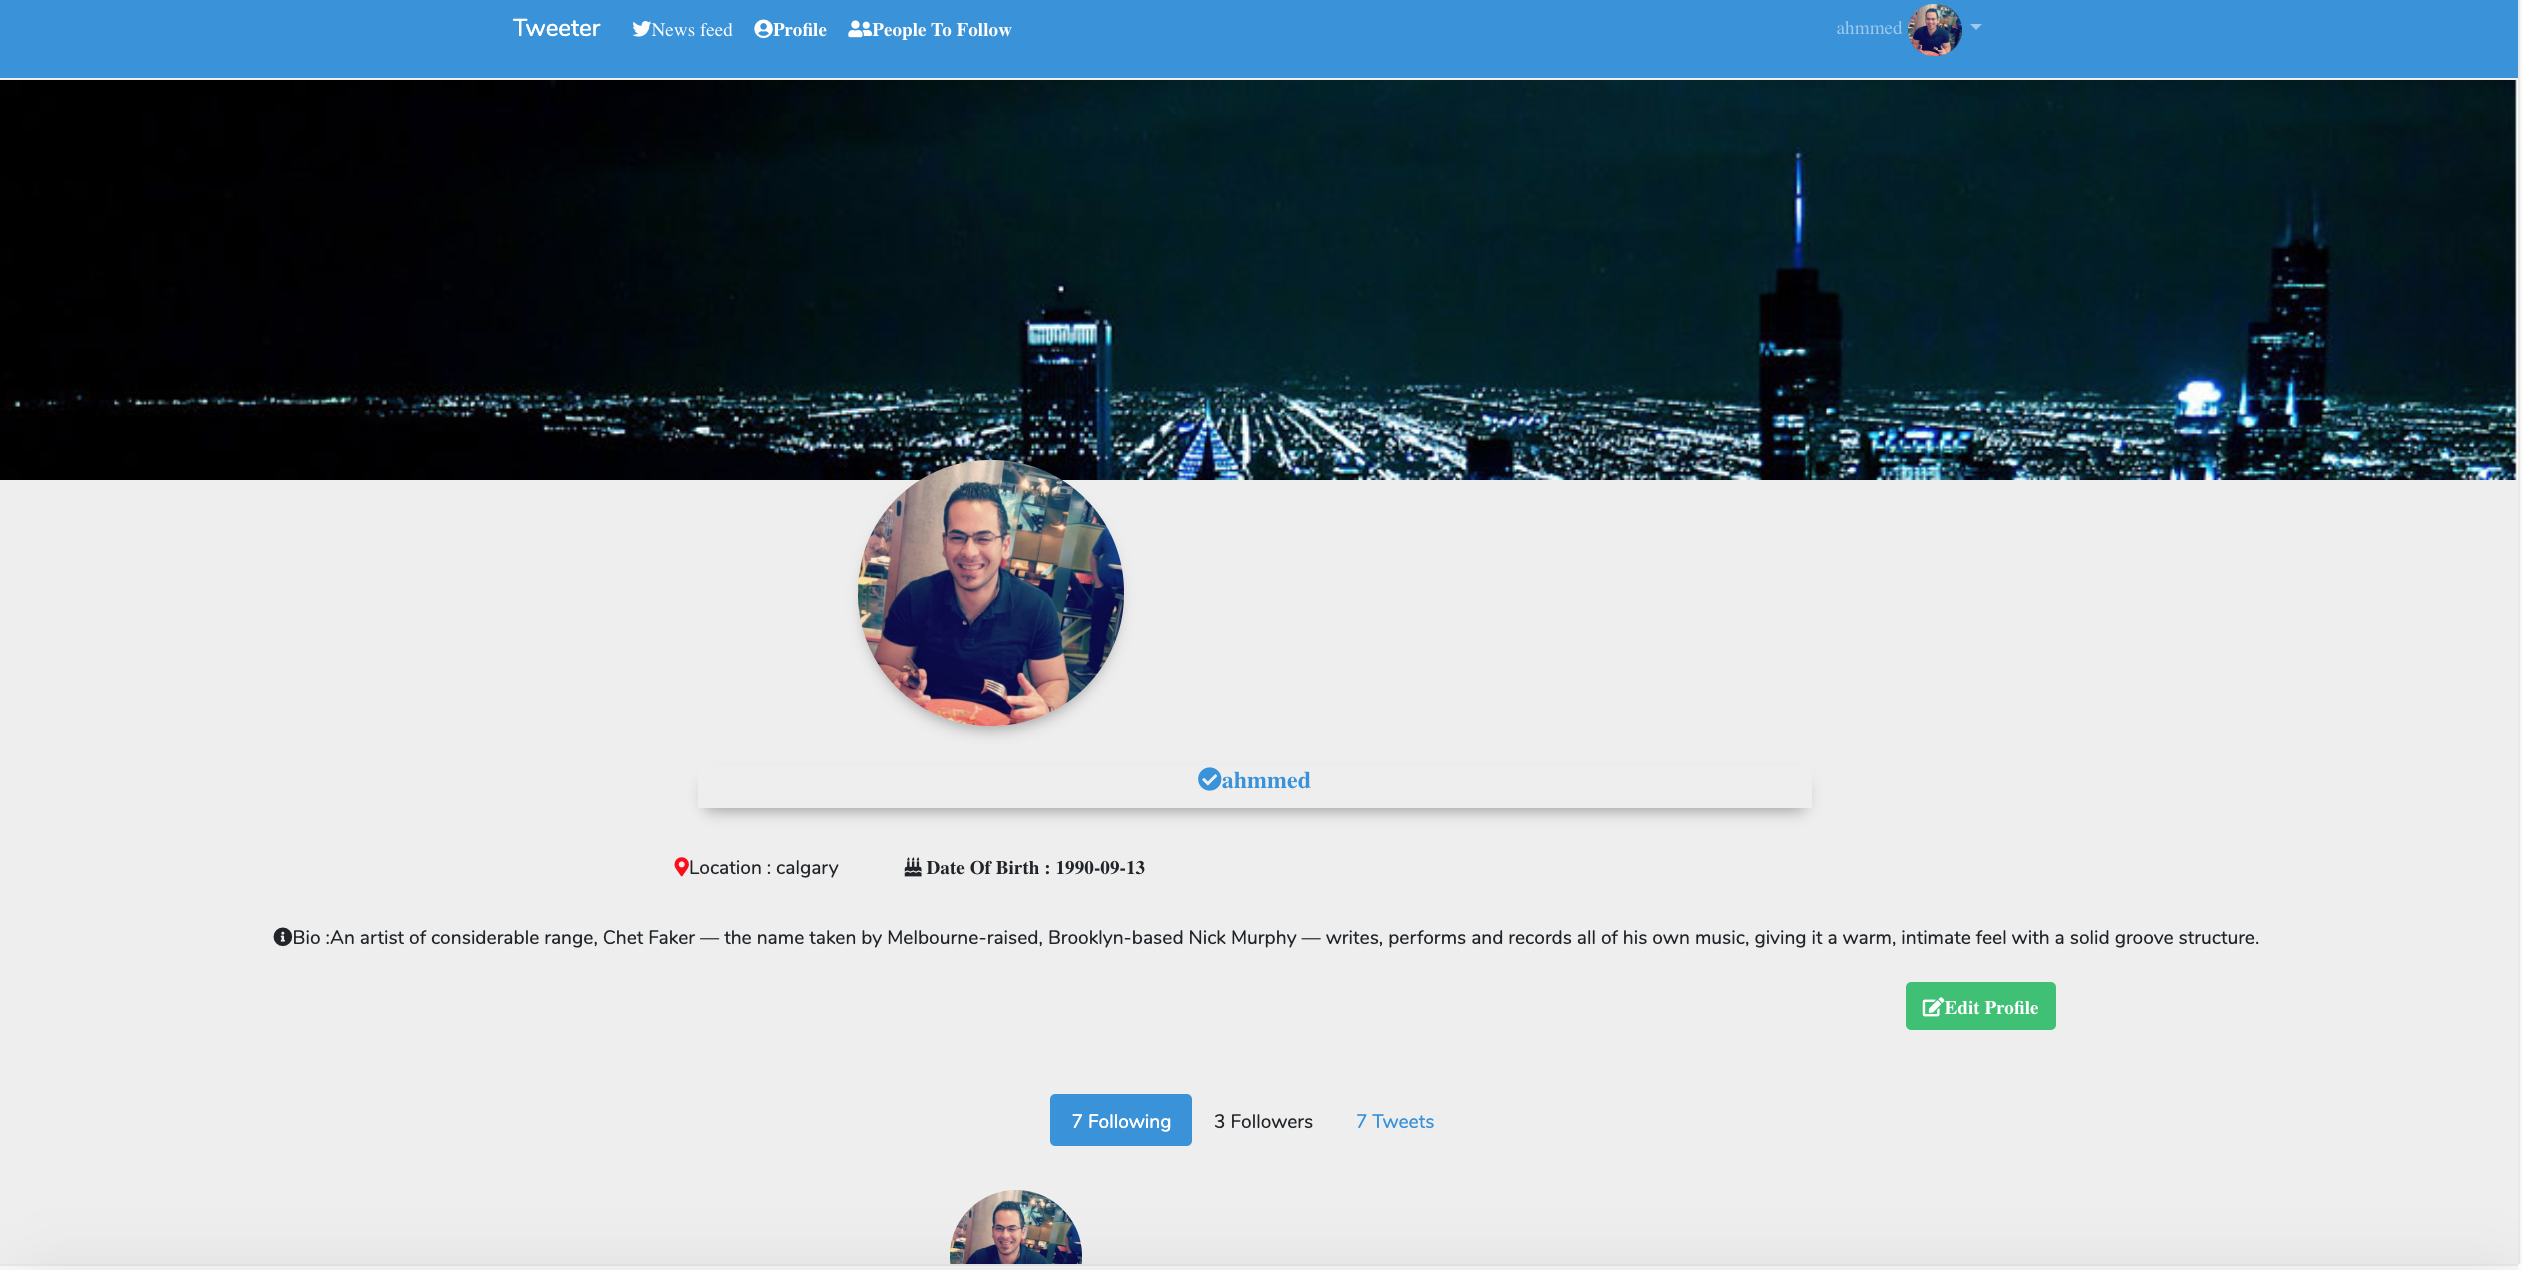 Tweeter News feed Profile People To Follow ahmmed
ahmmed
Location : calgary Date Of Birth : 1990-09-13
Bio :An artist of considerable range, Chet Faker — the name taken by Melbourne-raised, Brooklyn-based Nick Murphy — writes, performs and records all of his own music, giving it a warm, intimate feel with a solid groove structure.
Edit Profile
7 Following 3 Followers 7 Tweets